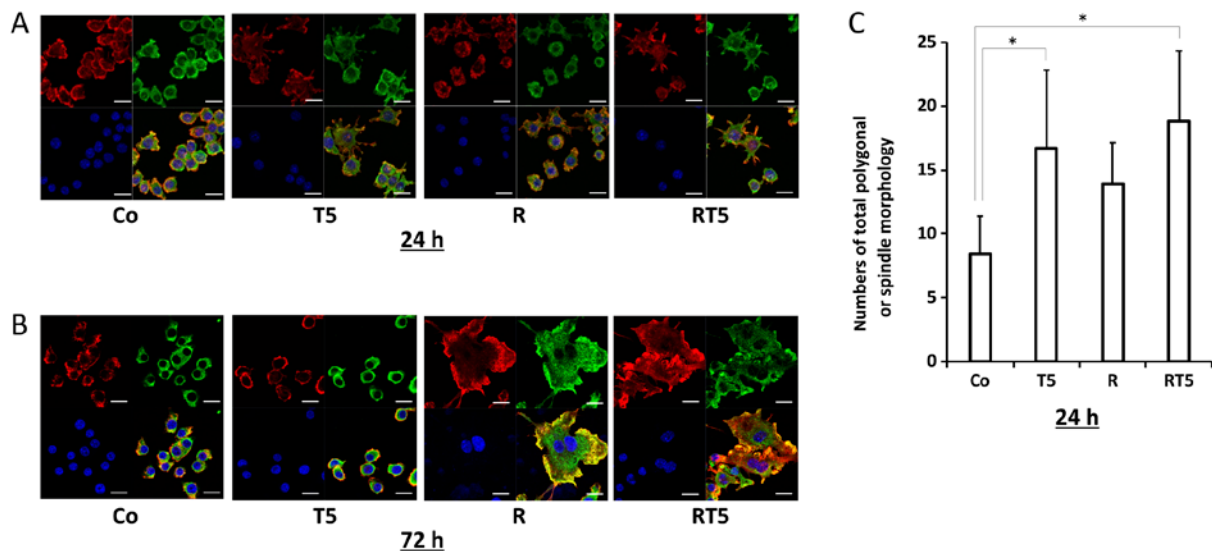 A
Co
T5
R
RT5
24 h
B
Co
T5
R
RT5
72 h
C
*
*
25
20
15
10
5
0
Numbers of total polygonal
or spindle morphology
Co
T5
R
RT5
24 h